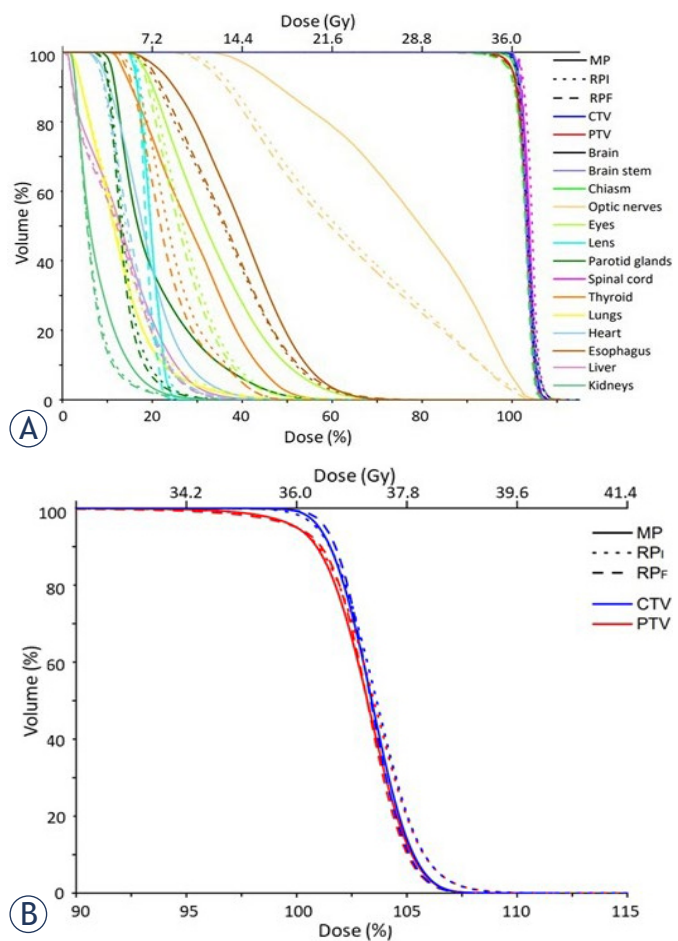 Dose (Gy)
7.2 14.4 21.6 28.8 36.0
100
80
60
40
20
0
Volume (%)
0 20 40 60 80 100
Dose (%)
MP
RPI
RPF
CTV
PTV
Brain
Brain stem
Chiasm
Optic nerves
Eyes
Lens
Parotid glands
Spinal cord
Thyroid
Lungs
Heart
Esophagus
Liver
Kidneys
A
Dose (Gy)
34.2 36.0 37.8 39.6 41.4
100
80
60
40
20
0
Volume (%)
90 95 100 105 110 115
Dose (%)
MP
RPI
RPF
CTV
PTV
B